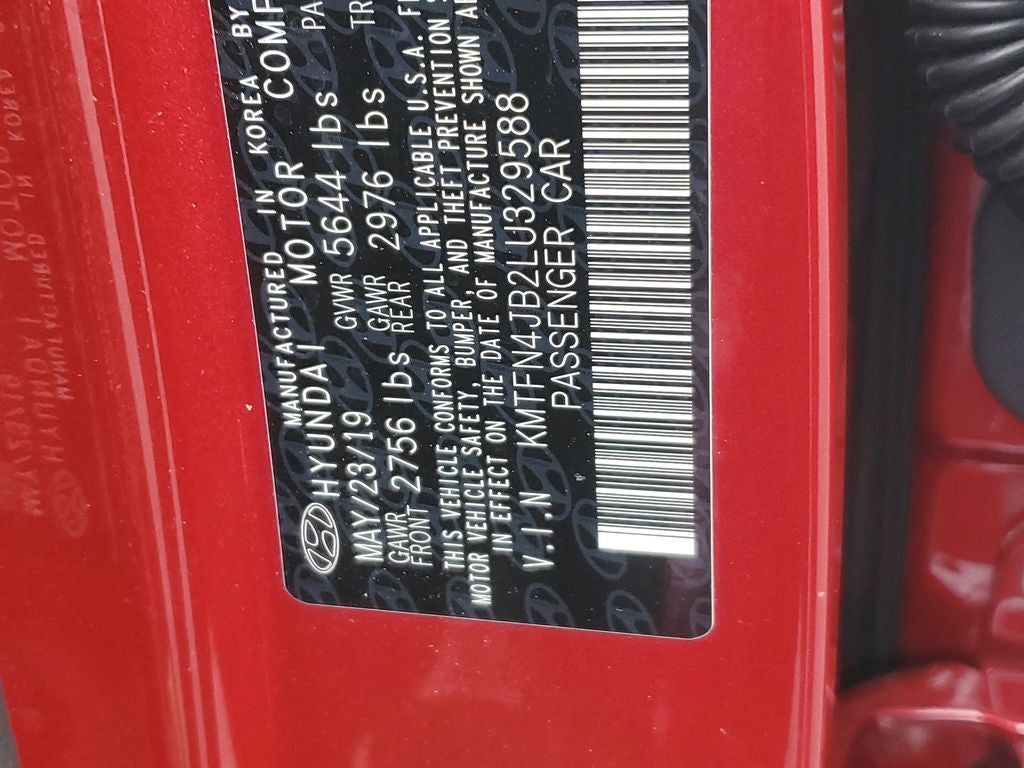 MANUFACTURED IN KOREA BY
HYUNDAI MOTOR COMP
MAY/23/19 GVWR 5644 lbs PA
GAWR GAWR
FRONT 2756 lbs REAR 2976 lbs TR
THIS VEHICLE CONFORMS TO ALL APPLICABLE U.S.A. F
MOTOR VEHICLE SAFETY, BUMPER, AND THEFT PREVENTION S
IN EFFECT ON THE DATE OF MANUFACTURE SHOWN
V.I.N KMTFN4JB2LU329588
PASSENGER CAR